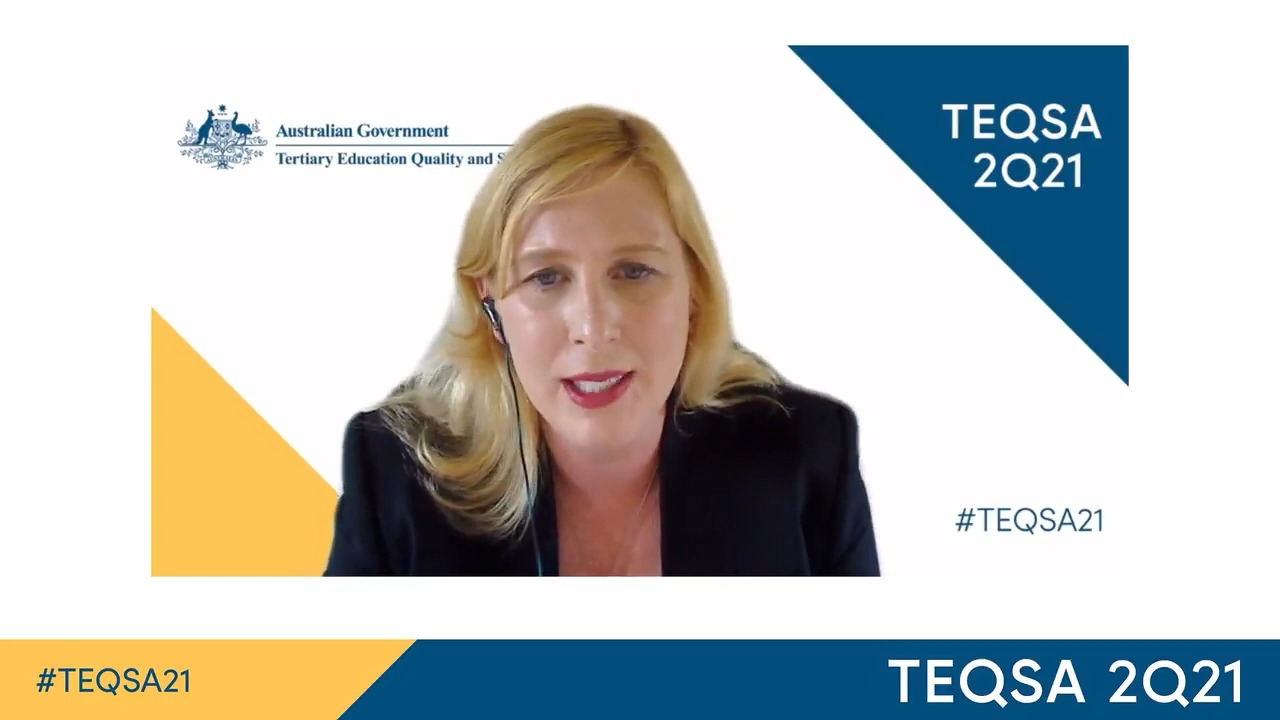 Australian Government
Tertiary Education Quality and
TEQSA
2Q21
#TEQSA21
#TEQSA21
TEQSA 2Q21